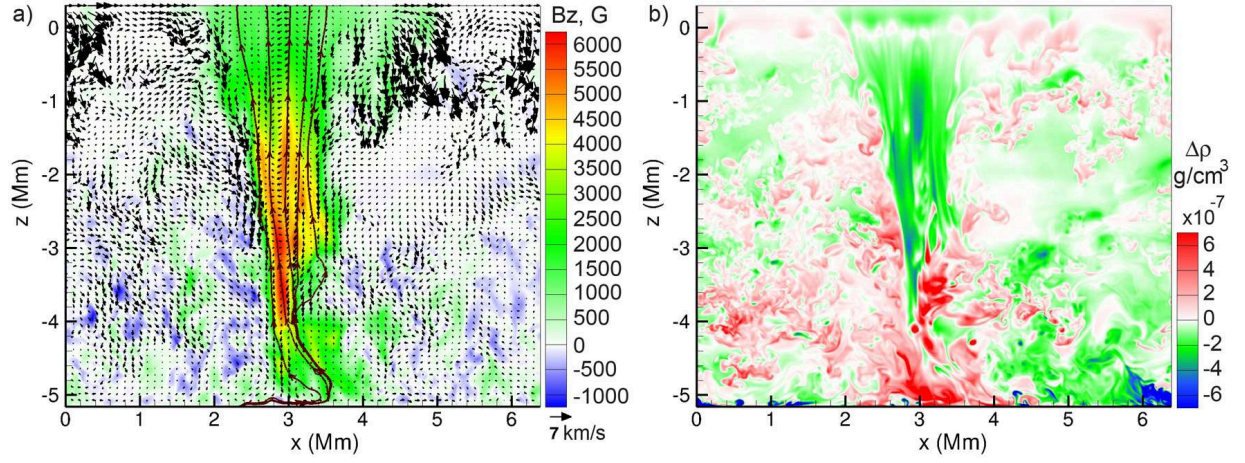 a)
z (Mm)
0
-1
-2
-3
-4
-5
0 1 2 3 4 5 6
x (Mm)
Bz, G
6000
5500
5000
4500
4000
3500
3000
2500
2000
1500
1000
500
0
-500
-1000
7 km/s
b)
z (Mm)
0
-1
-2
-3
-4
-5
0 1 2 3 4 5 6
x (Mm)
Δρ
g/cm³
x10⁻⁷
6
4
2
0
-2
-4
-6